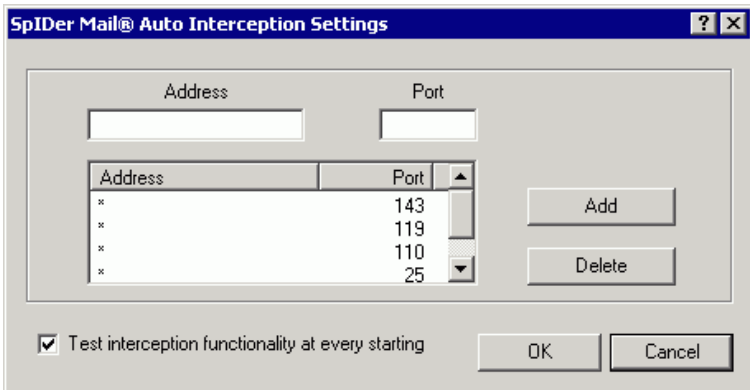 SpIDer Mail® Auto Interception Settings
Address Port
Address Port
* 143
* 119
* 110
* 25
Add
Delete
Test interception functionality at every starting
OK Cancel